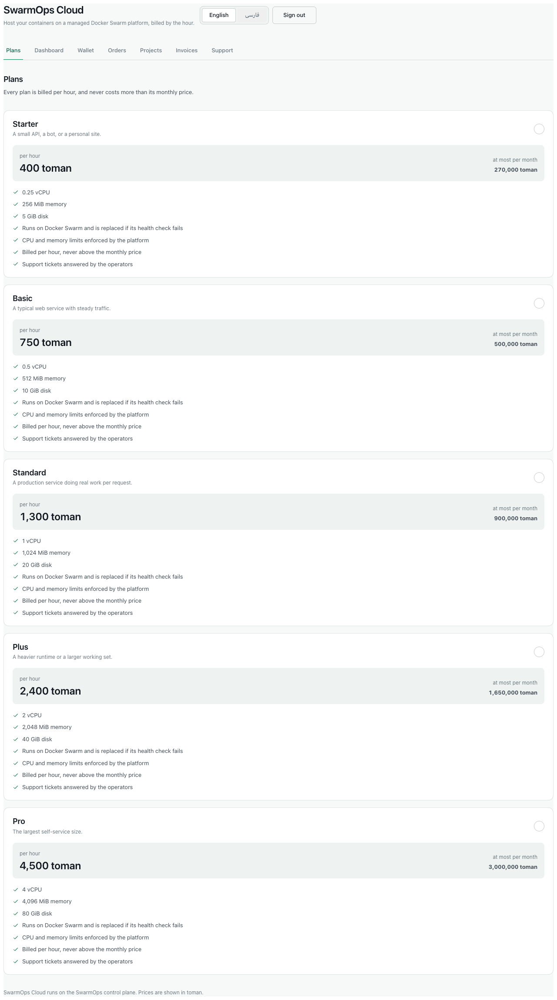 SwarmOps Cloud
Host your containers on a managed Docker Swarm platform, billed by the hour.
English
فارسی
Sign out
Plans
Dashboard
Wallet
Orders
Projects
Invoices
Support
Plans
Every plan is billed per hour, and never costs more than its monthly price.
Starter
A small API, a bot, or a personal site.
per hour
400 toman
at most per month
270,000 toman
0.25 vCPU
256 MiB memory
5 GiB disk
Runs on Docker Swarm and is replaced if its health check fails
CPU and memory limits enforced by the platform
Billed per hour, never above the monthly price
Support tickets answered by the operators
Basic
A typical web service with steady traffic.
per hour
750 toman
at most per month
500,000 toman
0.5 vCPU
512 MiB memory
10 GiB disk
Runs on Docker Swarm and is replaced if its health check fails
CPU and memory limits enforced by the platform
Billed per hour, never above the monthly price
Support tickets answered by the operators
Standard
A production service doing real work per request.
per hour
1,300 toman
at most per month
900,000 toman
1 vCPU
1,024 MiB memory
20 GiB disk
Runs on Docker Swarm and is replaced if its health check fails
CPU and memory limits enforced by the platform
Billed per hour, never above the monthly price
Support tickets answered by the operators
Plus
A heavier runtime or a larger working set.
per hour
2,400 toman
at most per month
1,650,000 toman
2 vCPU
2,048 MiB memory
40 GiB disk
Runs on Docker Swarm and is replaced if its health check fails
CPU and memory limits enforced by the platform
Billed per hour, never above the monthly price
Support tickets answered by the operators
Pro
The largest self-service size.
per hour
4,500 toman
at most per month
3,000,000 toman
4 vCPU
4,096 MiB memory
80 GiB disk
Runs on Docker Swarm and is replaced if its health check fails
CPU and memory limits enforced by the platform
Billed per hour, never above the monthly price
Support tickets answered by the operators
SwarmOps Cloud runs on the SwarmOps control plane. Prices are shown in toman.